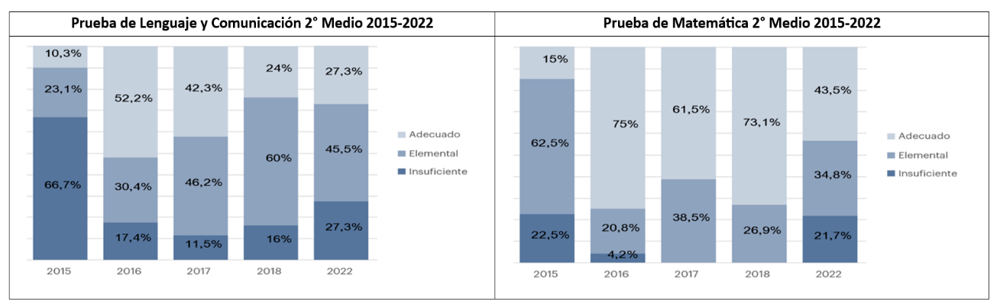 Prueba de Lenguaje y Comunicación 2° Medio 2015-2022
10,3%
23,1%
66,7%
52,2%
30,4%
17,4%
42,3%
46,2%
11,5%
24%
60%
16%
27,3%
45,5%
27,3%
2015 2016 2017 2018 2022
Adecuado
Elemental
Insuficiente
Prueba de Matemática 2° Medio 2015-2022
15%
62,5%
22,5%
75%
20,8%
4,2%
61,5%
38,5%
73,1%
26,9%
43,5%
34,8%
21,7%
2015 2016 2017 2018 2022
Adecuado
Elemental
Insuficiente